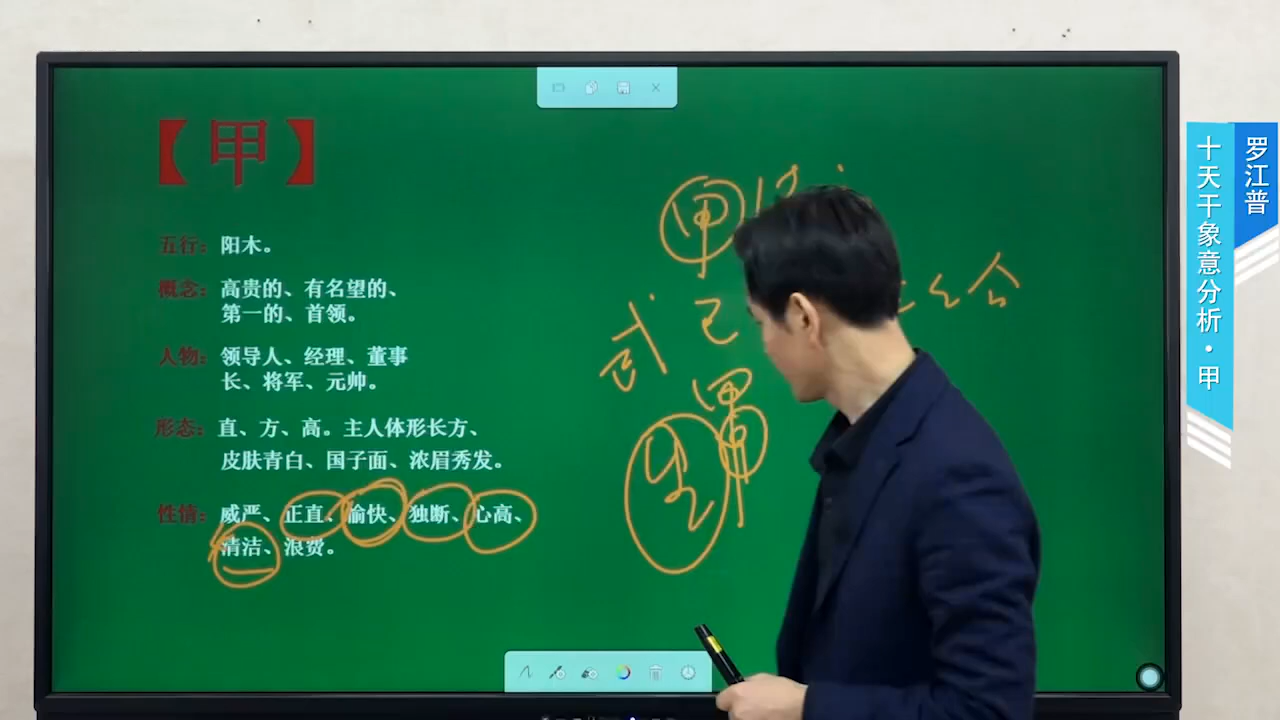 【甲】
五行：阳木。
概念：高贵的、有名望的、
第一的、首领。
人物：领导人、经理、董事
长、将军、元帅。
形态：直、方、高。主人体形长方、
皮肤青白、国子面、浓眉秀发。
性情：威严、正直、愉快、独断、心高、
清洁、浪费。
甲
己
罗江普
十天干象意分析·甲